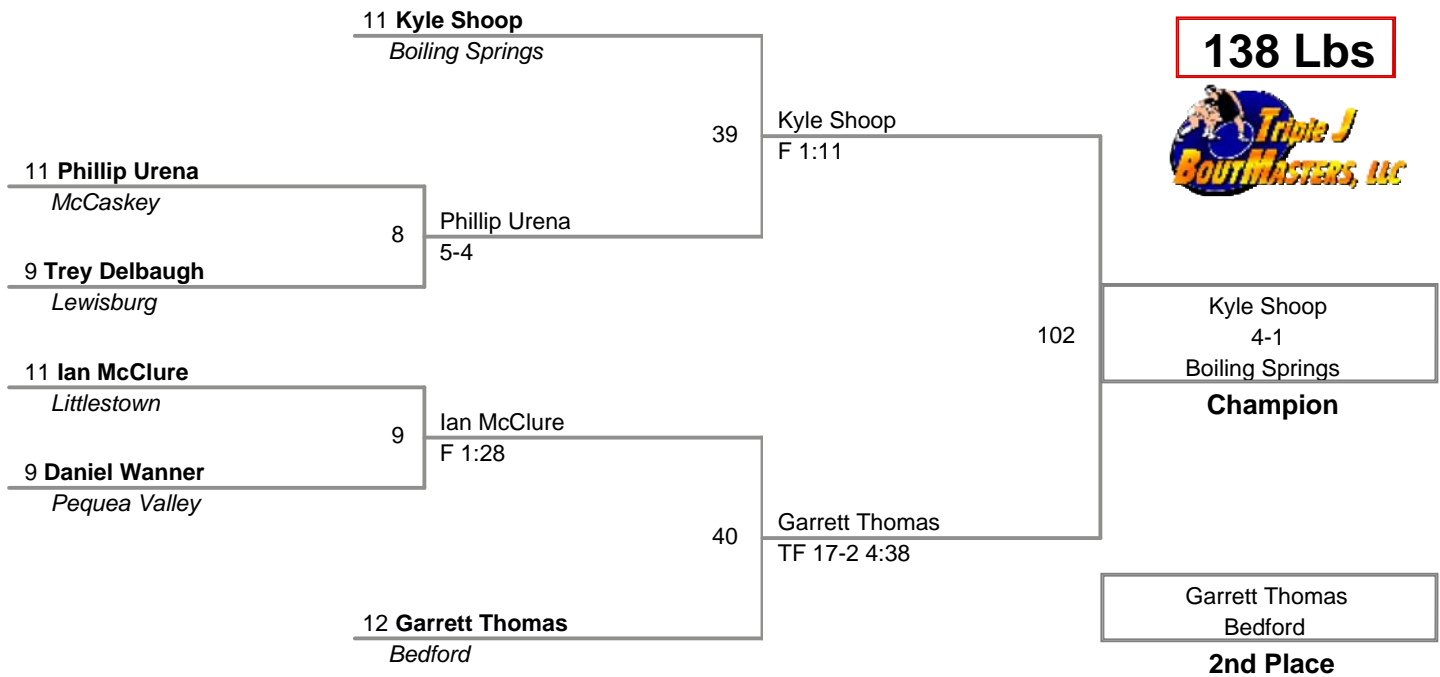 11 Kyle Shoop
Boiling Springs
138 Lbs
Triple J
BOUTMASTERS, LLC
39
Kyle Shoop
F 1:11
11 Phillip Urena
McCaskey
8
Phillip Urena
5-4
9 Trey Delbaugh
Lewisburg
102
Kyle Shoop
4-1
Boiling Springs
Champion
11 Ian McClure
Littlestown
9
Ian McClure
F 1:28
9 Daniel Wanner
Pequea Valley
40
Garrett Thomas
TF 17-2 4:38
12 Garrett Thomas
Bedford
Garrett Thomas
Bedford
2nd Place